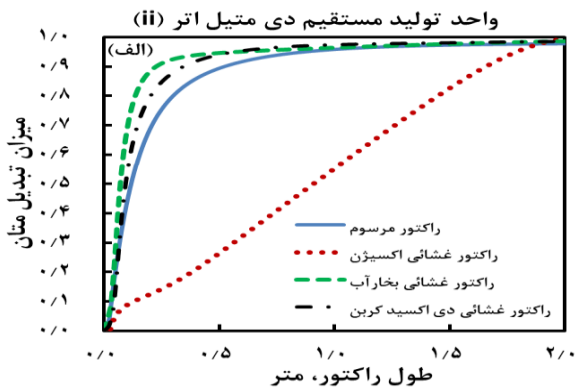 واحد تولید مستقیم دی متیل اتر (ii)
(الف)
میزان تبدیل متان
۱/۰
۰/۹
۰/۸
۰/۷
۰/۶
۰/۵
۰/۴
۰/۳
۰/۲
۰/۱
۰/۰
راکتور مرسوم
راکتور غشائی اکسیژن
راکتور غشائی بخارآب
راکتور غشائی دی اکسید کربن
۰/۰ ۰/۵ ۱/۰ ۱/۵ ۲/۰
طول راکتور، متر